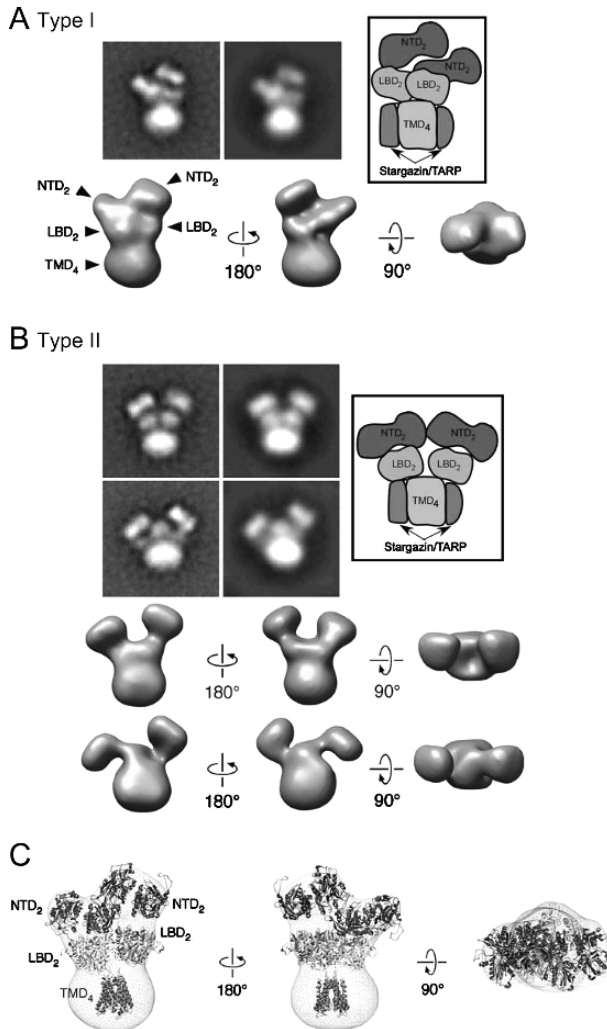 A Type I
NTD2
NTD2
LBD2
LBD2
TMD4
Stargazin/TARP
NTD2
NTD2
LBD2
LBD2
TMD4
180°
90°
B Type II
NTD2
NTD2
LBD2
LBD2
TMD4
Stargazin/TARP
180°
90°
180°
90°
C
NTD2
NTD2
LBD2
LBD2
TMD4
180°
90°